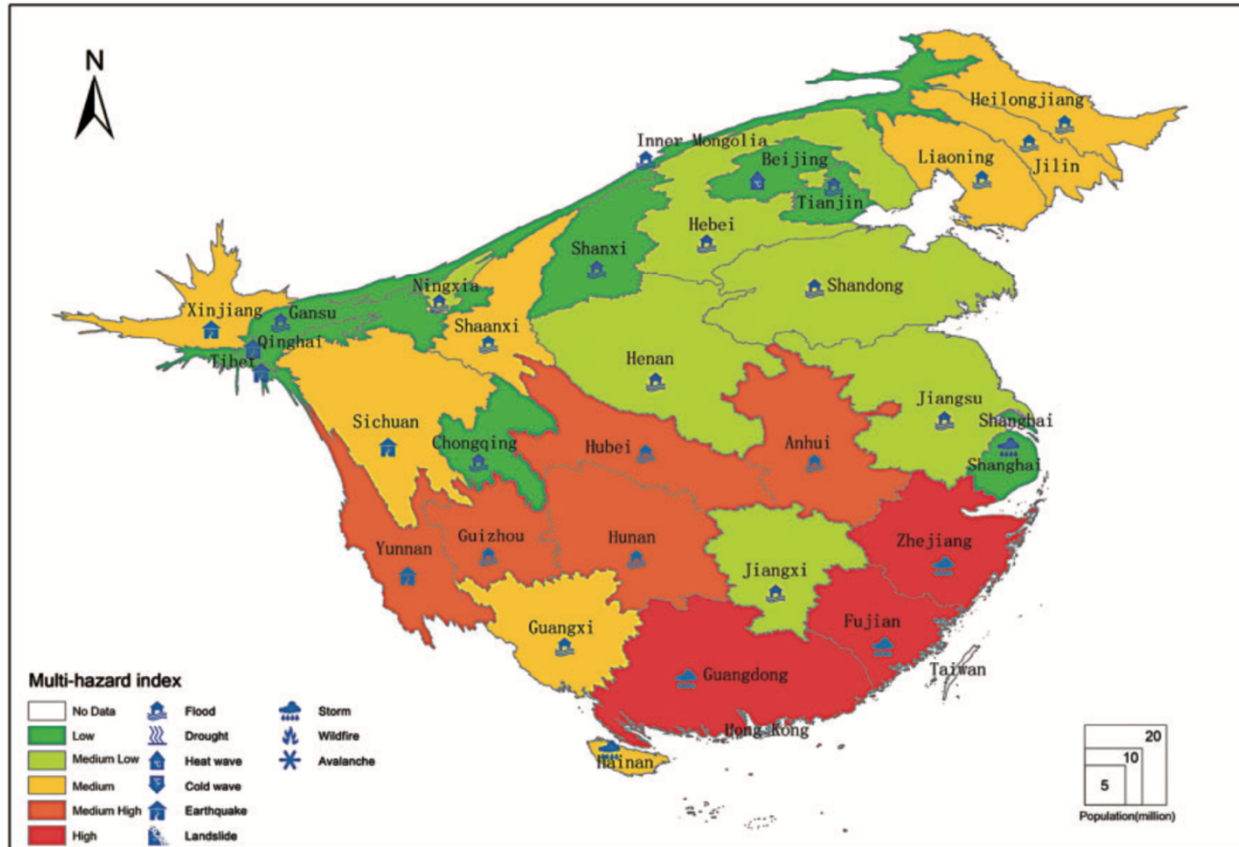 N
Heilongjiang
Inner Mongolia
Beijing
Liaoning
Jilin
Tianjin
Hebei
Shanxi
Ningxia
Shandong
Xinjiang
Gansu
Shaanxi
Qinghai
Tibet
Henan
Jiangsu
Sichuan
Shanghai
Chongqing
Hubei
Anhui
Shanghai
Guizhou
Hunan
Zhejiang
Yunnan
Jiangxi
Guangxi
Fujian
Guangdong
Taiwan
Hong Kong
Hainan
Multi-hazard index
No Data
Low
Medium Low
Medium
Medium High
High
Flood
Drought
Heat wave
Cold wave
Earthquake
Landslide
Storm
Wildfire
Avalanche
20
10
5
Population(million)